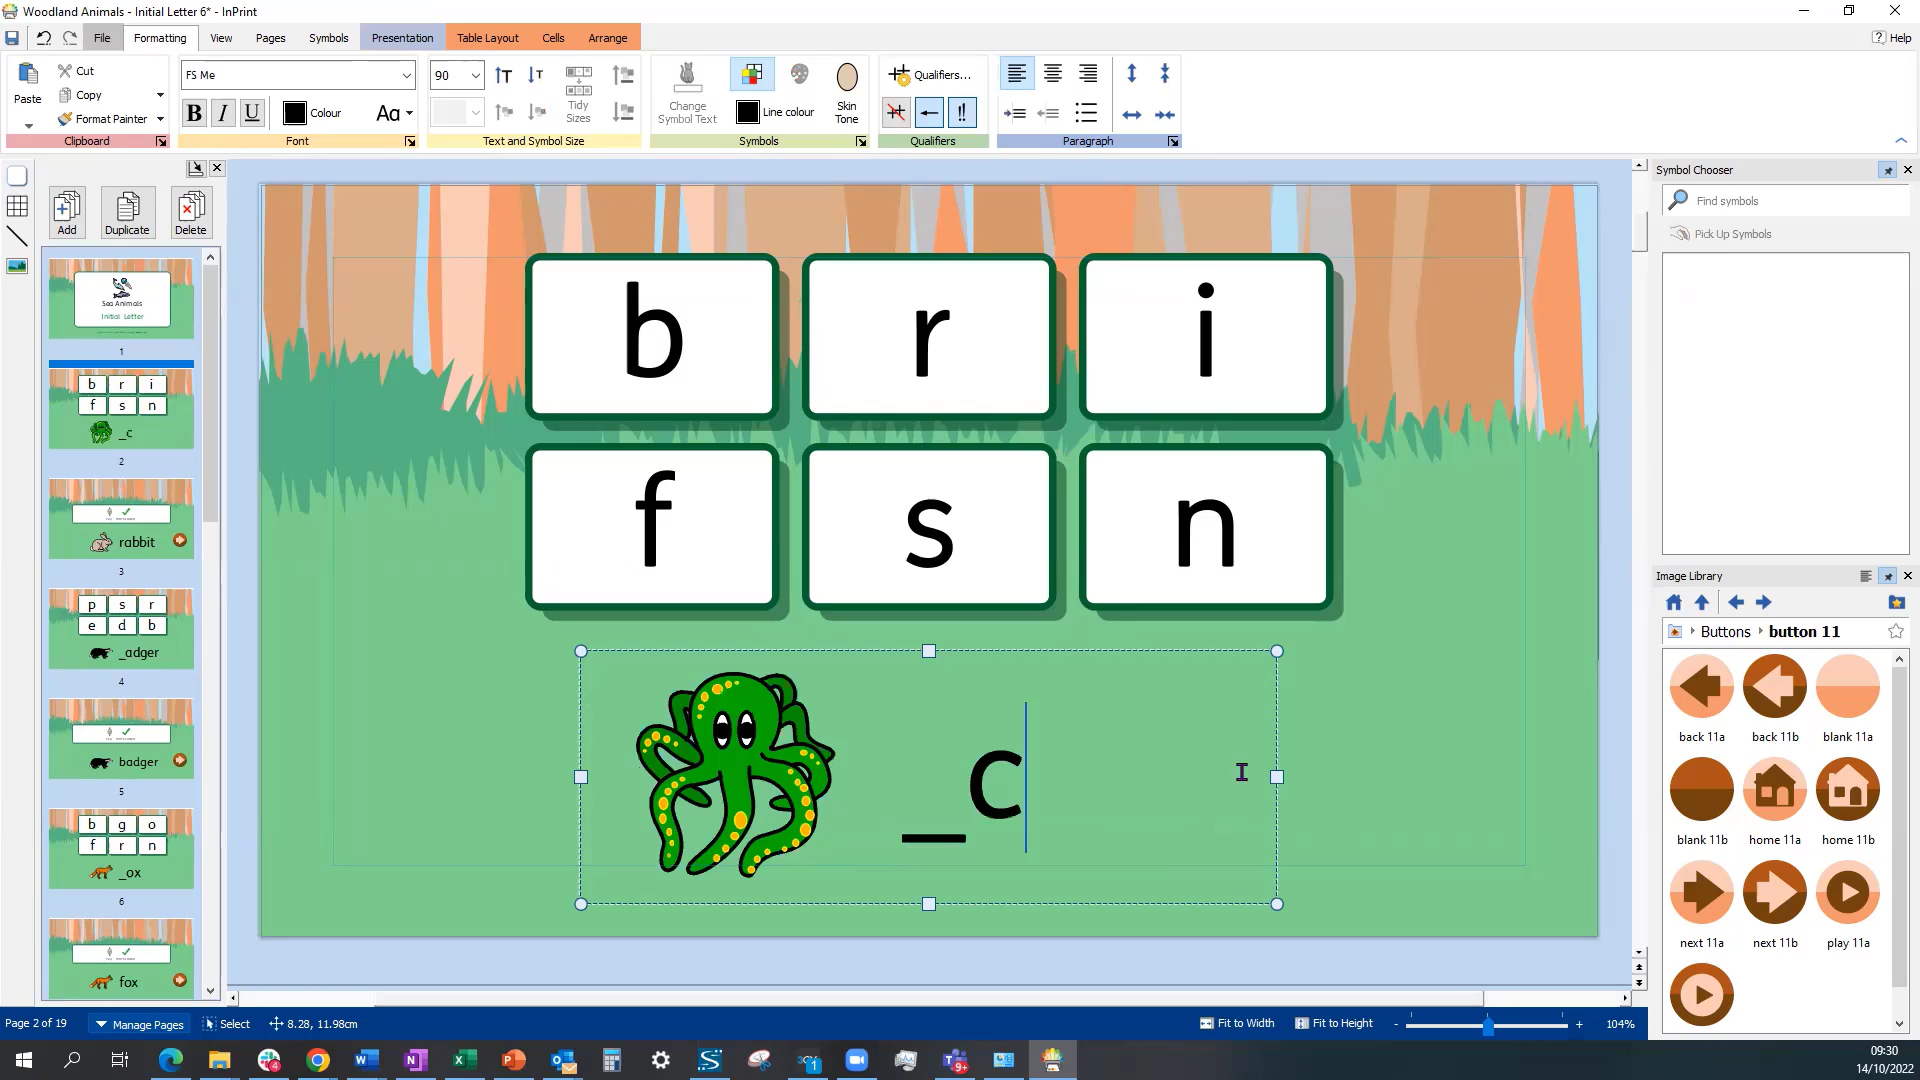 Woodland Animals - Initial Letter 6* - InPrint
File Formatting View Pages Symbols Presentation Table Layout Cells Arrange Help
Paste
Cut
Copy
Format Painter
Clipboard
FS Me
B I U Colour Aa
Font
90
Tidy Sizes
Text and Symbol Size
Change Symbol Text
Line colour
Skin Tone
Symbols
Qualifiers...
Qualifiers
Paragraph
Add Duplicate Delete
Sea Animals
Initial Letter
1
b r i
f s n
_c
2
rabbit
3
p s r
e d b
_adger
4
badger
5
b g o
f r n
_ox
6
fox
b r i
f s n
_c
Symbol Chooser
Find symbols
Pick Up Symbols
Image Library
Buttons button 11
back 11a back 11b blank 11a
blank 11b home 11a home 11b
next 11a next 11b play 11a
Page 2 of 19 Manage Pages Select 8.28, 11.98cm Fit to Width Fit to Height - + 104%
09:30
14/10/2022